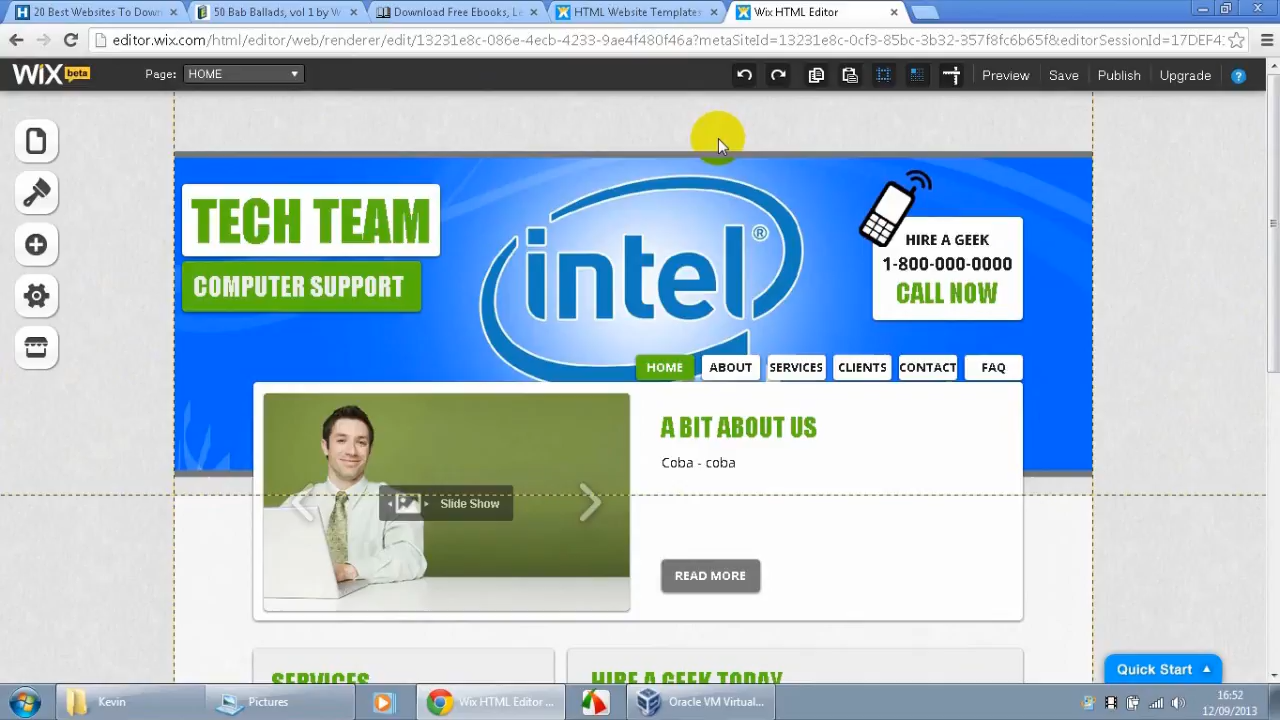 20 Best Websites To Down
50 Bab Ballads, vol 1 by W
Download Free Ebooks, Le
HTML Website Templates
Wix HTML Editor
editor.wix.com/html/editor/web/renderer/edit/13231e8c-086e-4ecb-4233-9ae4f480f46a?metaSiteId=13231e8c-0cf3-85bc-3b32-357f8fc6b65f&editorSessionId=17DEF4
WiX beta
Page: HOME
Preview
Save
Publish
Upgrade
?
TECH TEAM
COMPUTER SUPPORT
intel®
HIRE A GEEK
1-800-000-0000
CALL NOW
HOME
ABOUT
SERVICES
CLIENTS
CONTACT
FAQ
Slide Show
A BIT ABOUT US
Coba - coba
READ MORE
SERVICES
HIRE A GEEK TODAY
Quick Start
Kevin
Pictures
Wix HTML Editor ...
Oracle VM Virtual...
16:52
12/09/2013